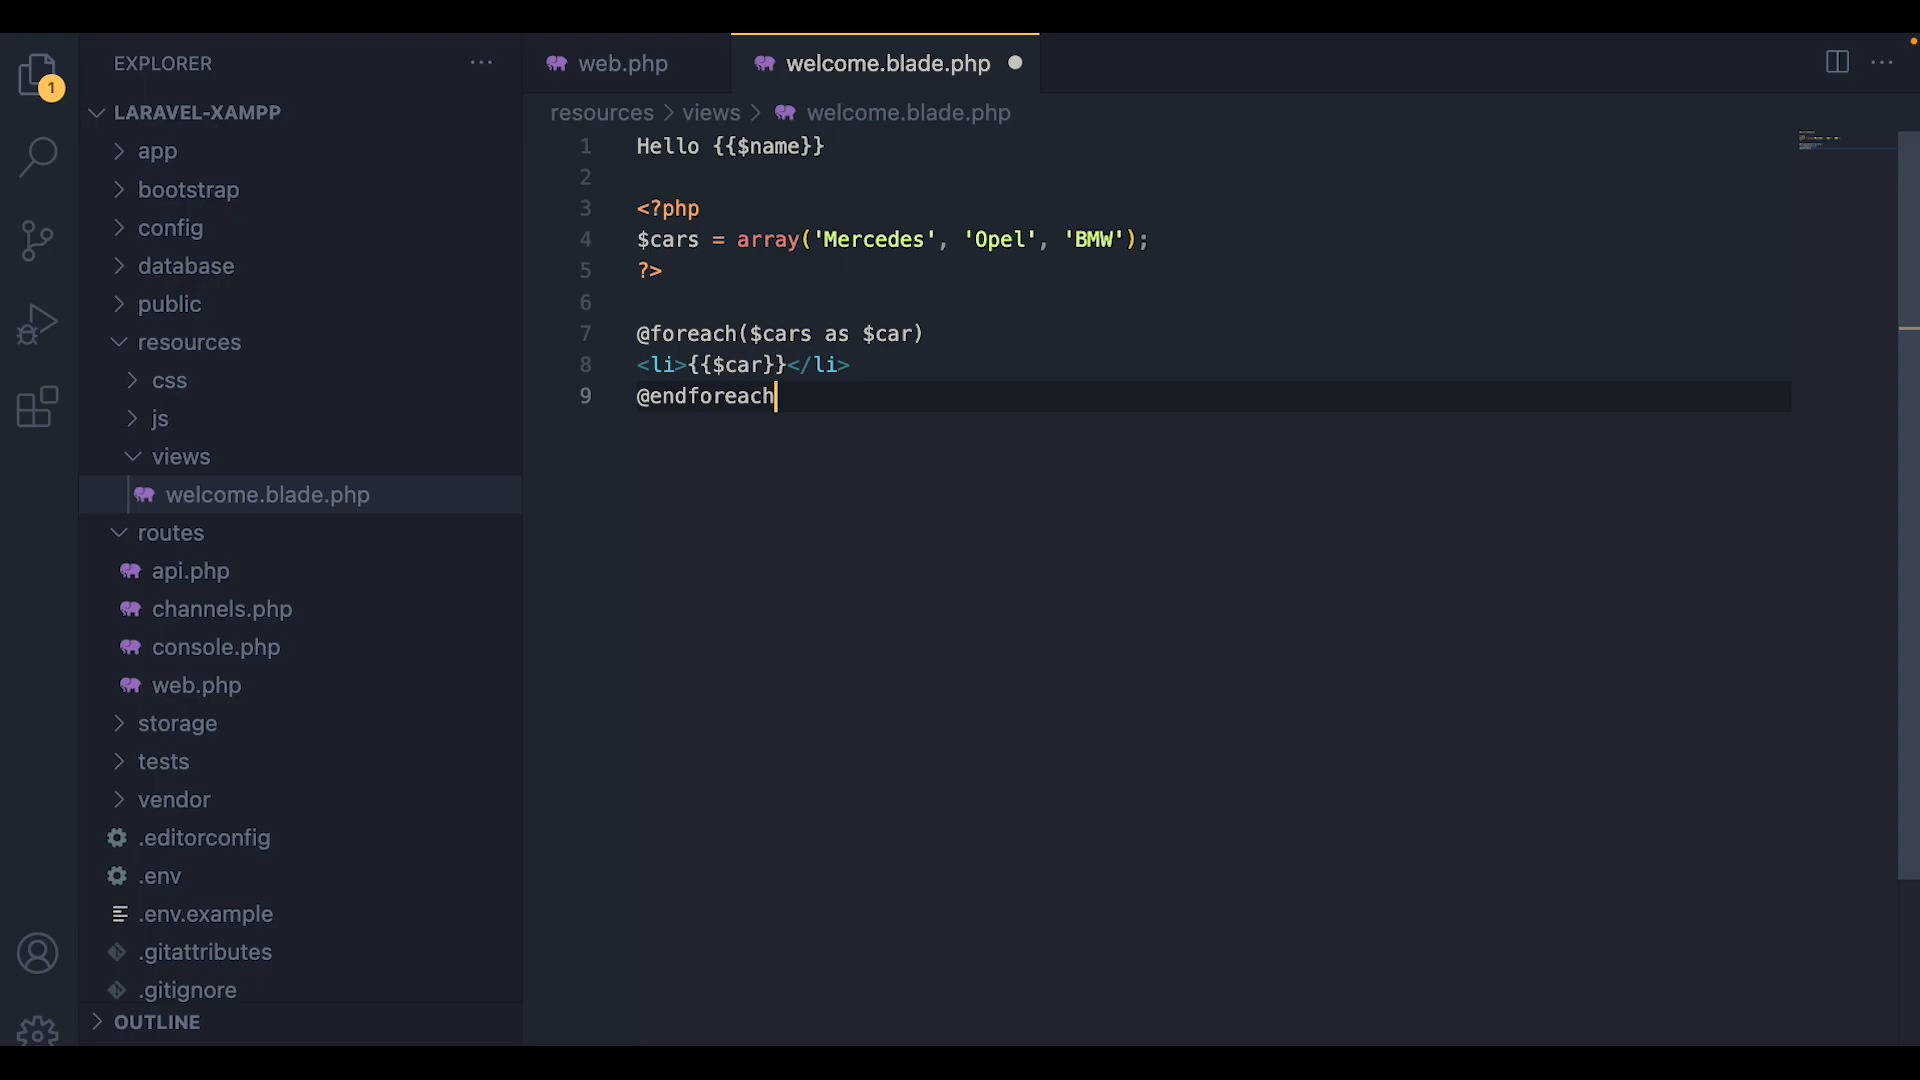 EXPLORER
1
LARAVEL-XAMPP
app
bootstrap
config
database
public
resources
css
js
views
welcome.blade.php
routes
api.php
channels.php
console.php
web.php
storage
tests
vendor
.editorconfig
.env
.env.example
.gitattributes
.gitignore
OUTLINE
web.php
welcome.blade.php
resources > views > welcome.blade.php
1 Hello {{$name}}
2
3 <?php
4 $cars = array('Mercedes', 'Opel', 'BMW');
5 ?>
6
7 @foreach($cars as $car)
8 <li>{{$car}}</li>
9 @endforeach